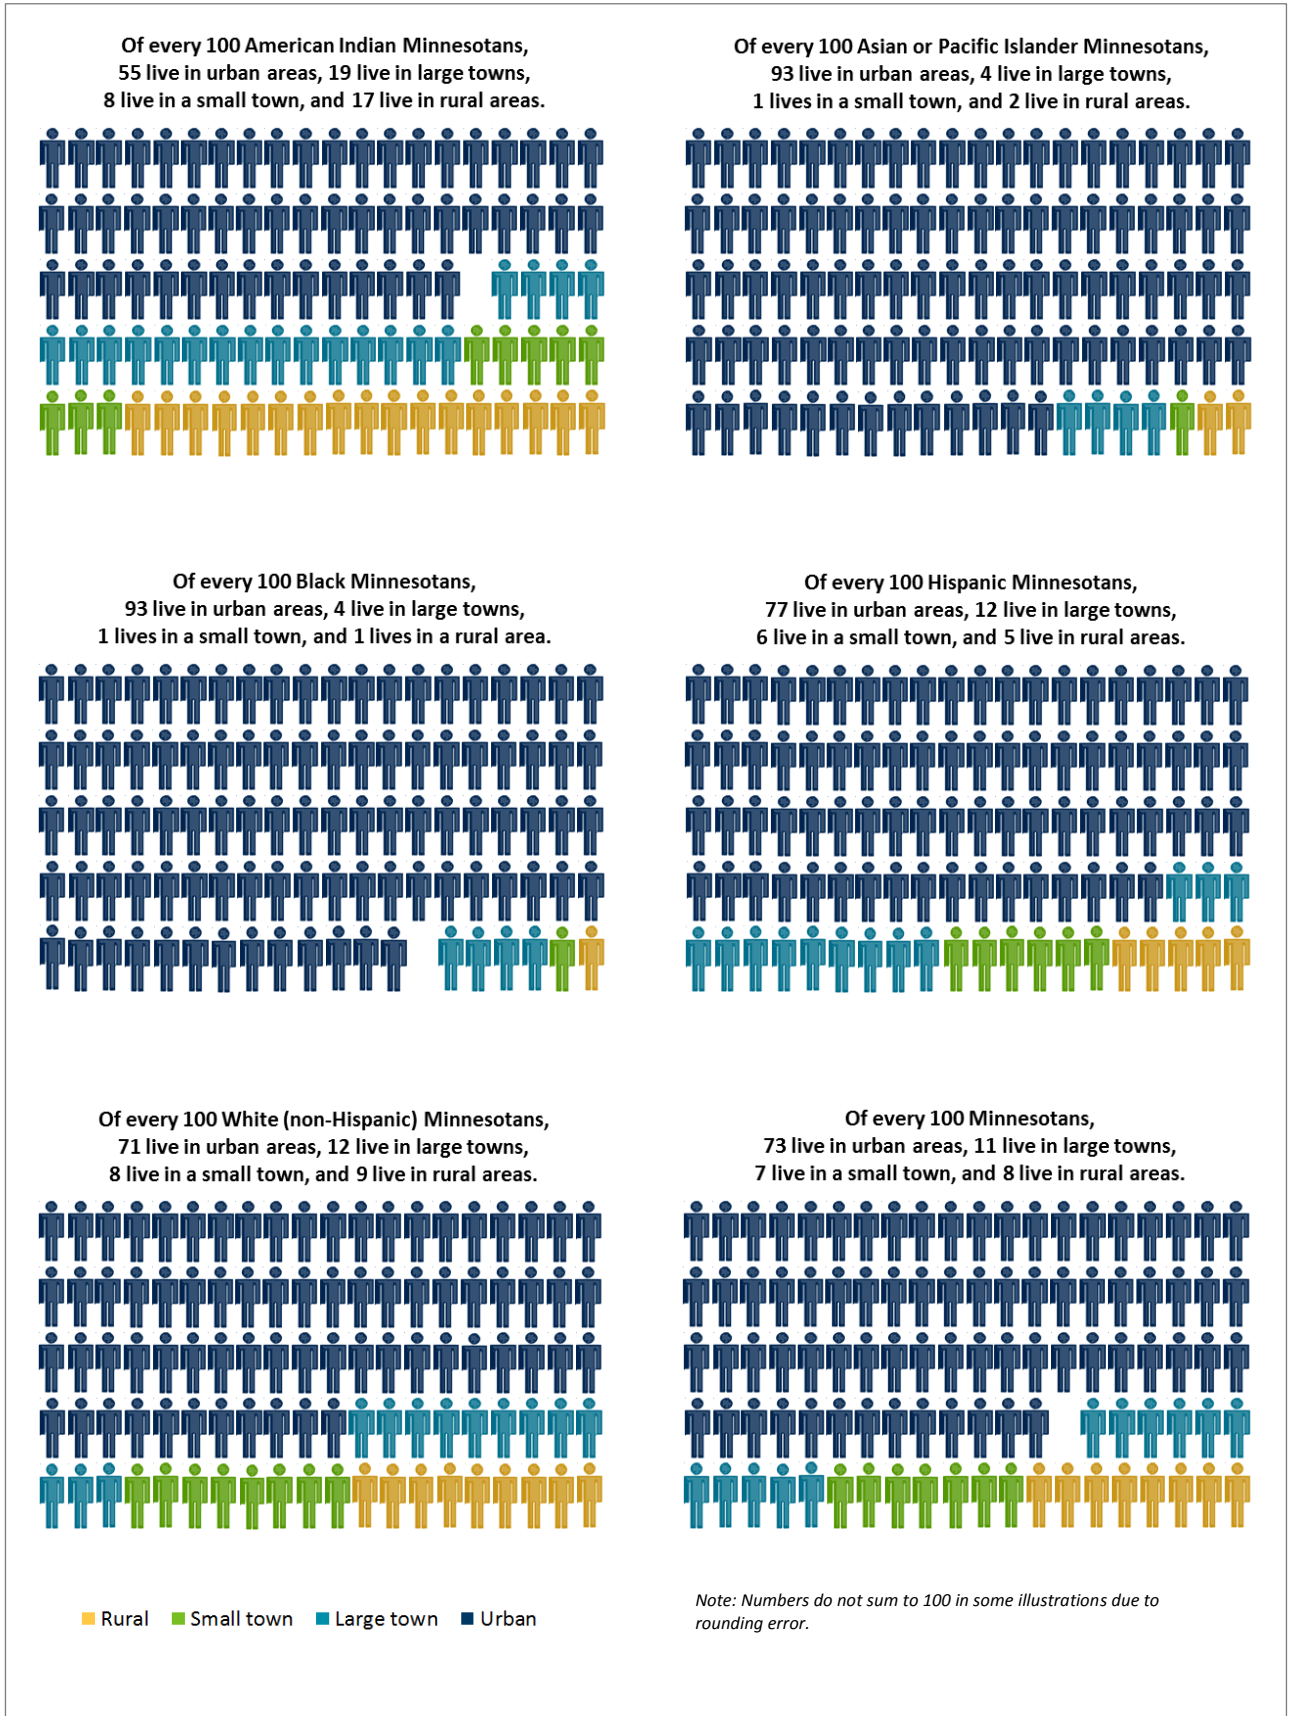 Of every 100 American Indian Minnesotans,
55 live in urban areas, 19 live in large towns,
8 live in a small town, and 17 live in rural areas.
Of every 100 Asian or Pacific Islander Minnesotans,
93 live in urban areas, 4 live in large towns,
1 lives in a small town, and 2 live in rural areas.
Of every 100 Black Minnesotans,
93 live in urban areas, 4 live in large towns,
1 lives in a small town, and 1 lives in a rural area.
Of every 100 Hispanic Minnesotans,
77 live in urban areas, 12 live in large towns,
6 live in a small town, and 5 live in rural areas.
Of every 100 White (non-Hispanic) Minnesotans,
71 live in urban areas, 12 live in large towns,
8 live in a small town, and 9 live in rural areas.
Of every 100 Minnesotans,
73 live in urban areas, 11 live in large towns,
7 live in a small town, and 8 live in rural areas.
Rural Small town Large town Urban
Note: Numbers do not sum to 100 in some illustrations due to
rounding error.